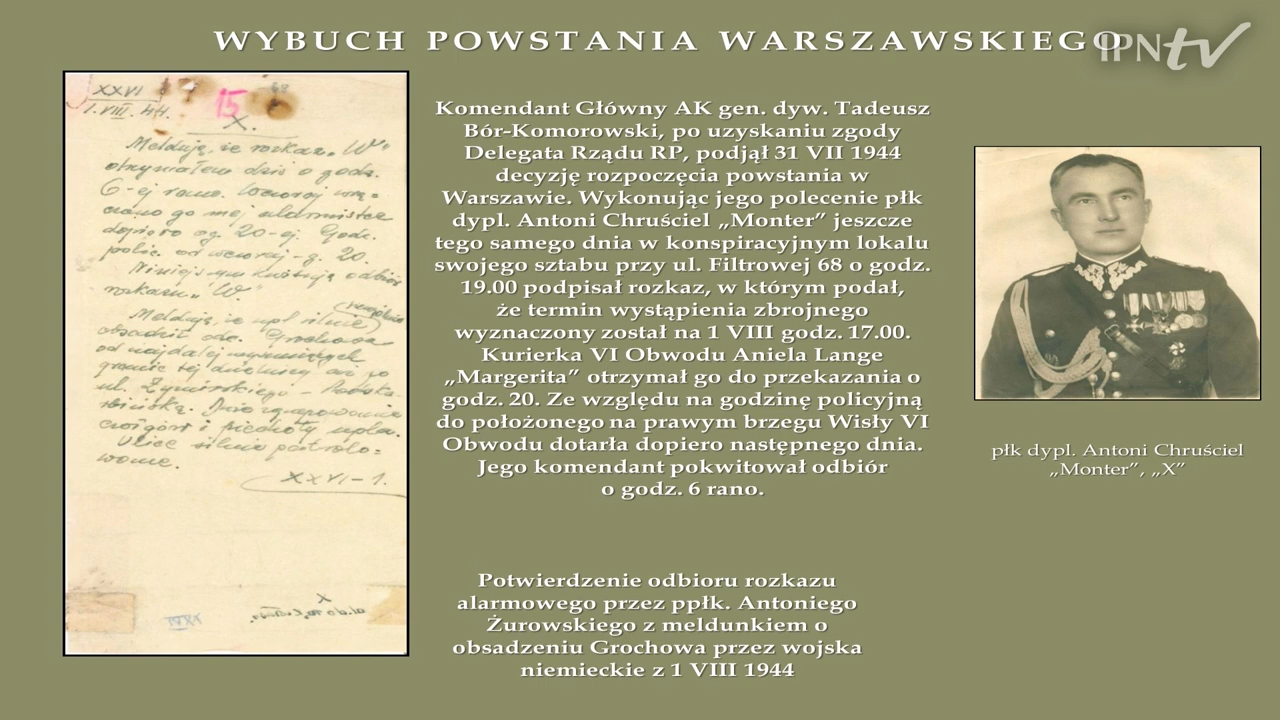 WYBUCH POWSTANIA WARSZAWSKIEGO
IPNtv
XXVI
1.VIII.44.
15
68
X.
Melduję, że rozkaz „W”
otrzymałem dziś o godz.
6-ej rano. Wczoraj wrę=
czono go mej alarmistce
dopiero og. 20-ej. Godz.
polic. od wczoraj - g. 20.
Niniejszym kwituję odbiór
rozkazu „W”.
Melduję, że npl silnie
obsadził odc. Grochowa
od najdalej wysuniętych
granic tej dzielnicy aż po
ul. Żymirskiego -
Duże zgrupowania
czołgów i piechoty npla.
Ulice silnie patrolo=
wane.
XXVI-1.
X
XXVI
Komendant Główny AK gen. dyw. Tadeusz
Bór-Komorowski, po uzyskaniu zgody
Delegata Rządu RP, podjął 31 VII 1944
decyzję rozpoczęcia powstania w
Warszawie. Wykonując jego polecenie płk
dypl. Antoni Chruściel „Monter” jeszcze
tego samego dnia w konspiracyjnym lokalu
swojego sztabu przy ul. Filtrowej 68 o godz.
19.00 podpisał rozkaz, w którym podał,
że termin wystąpienia zbrojnego
wyznaczony został na 1 VIII godz. 17.00.
Kurierka VI Obwodu Aniela Lange
„Margerita” otrzymał go do przekazania o
godz. 20. Ze względu na godzinę policyjną
do położonego na prawym brzegu Wisły VI
Obwodu dotarła dopiero następnego dnia.
Jego komendant pokwitował odbiór
o godz. 6 rano.
Potwierdzenie odbioru rozkazu
alarmowego przez ppłk. Antoniego
Żurowskiego z meldunkiem o
obsadzeniu Grochowa przez wojska
niemieckie z 1 VIII 1944
płk dypl. Antoni Chruściel
„Monter”, „X”